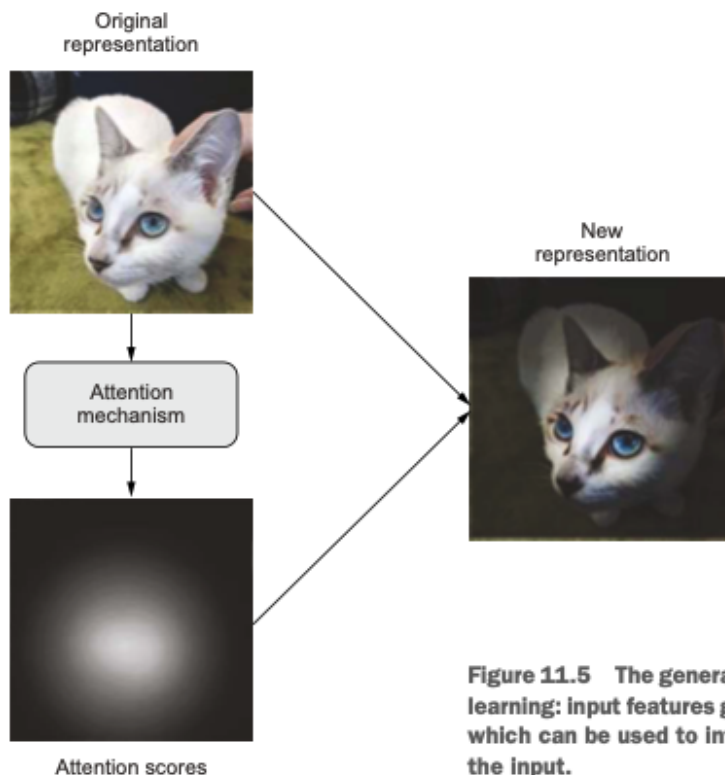 Original
representation
New
representation
Attention
mechanism
Attention scores
Figure 11.5 The genera
learning: input features g
which can be used to in
the input.